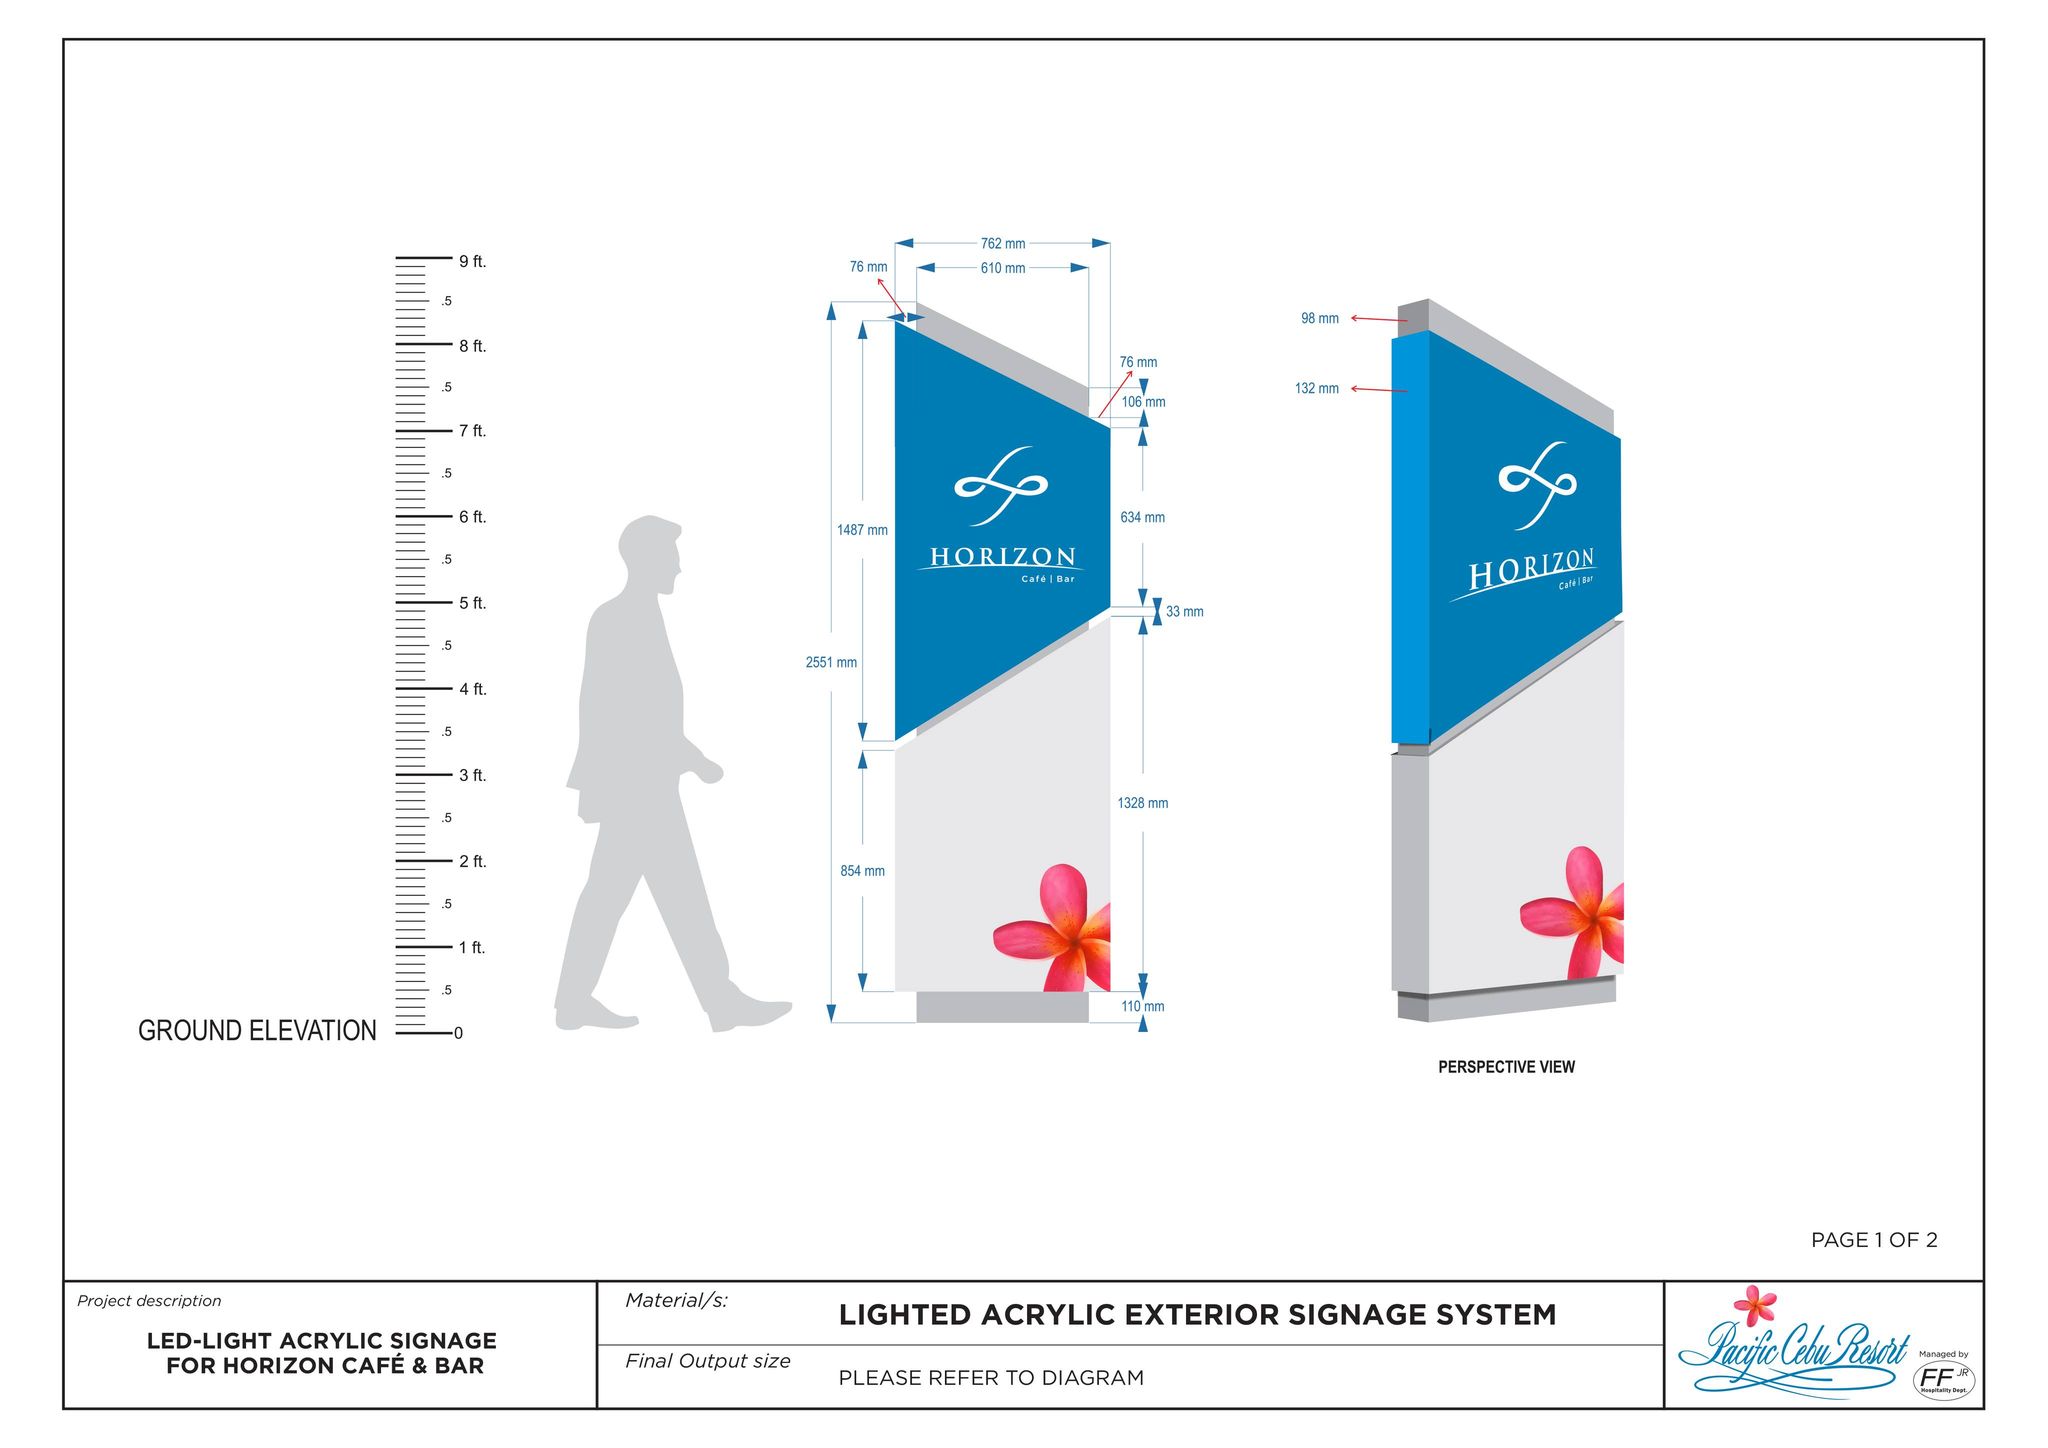 9 ft.
.5
8 ft.
.5
7 ft.
.5
6 ft.
.5
5 ft.
.5
4 ft.
.5
3 ft.
.5
2 ft.
.5
1 ft.
.5
0
GROUND ELEVATION
762 mm
610 mm
76 mm
76 mm
106 mm
1487 mm
634 mm
33 mm
2551 mm
1328 mm
854 mm
110 mm
HORIZON
Café | Bar
98 mm
132 mm
HORIZON
Café | Bar
PERSPECTIVE VIEW
PAGE 1 OF 2
Project description
LED-LIGHT ACRYLIC SIGNAGE
FOR HORIZON CAFÉ & BAR
Material/s:
LIGHTED ACRYLIC EXTERIOR SIGNAGE SYSTEM
Final Output size
PLEASE REFER TO DIAGRAM
Pacific Cebu Resort
Managed by
FF JR
Hospitality Dept.